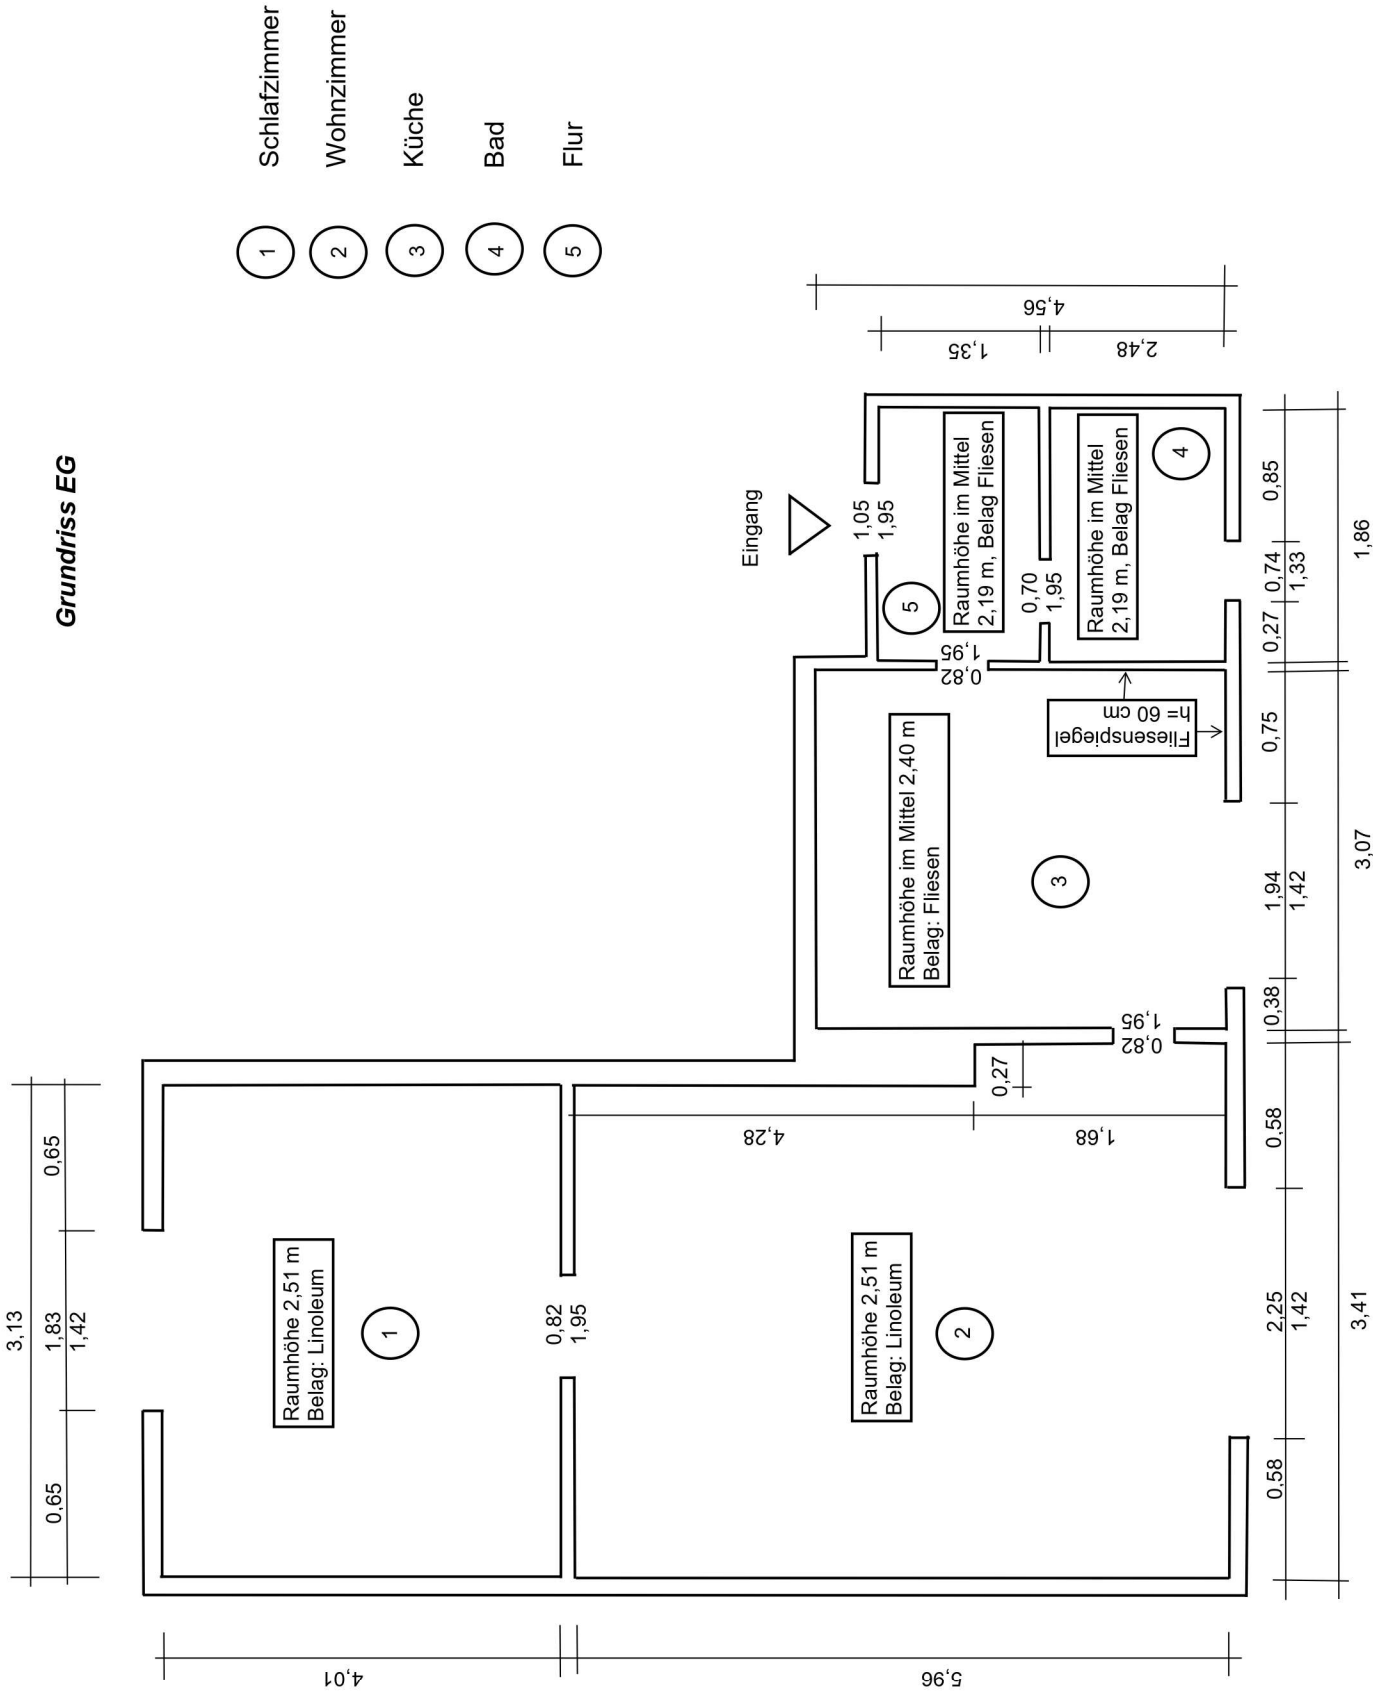 Grundriss EG
1 Schlafzimmer
2 Wohnzimmer
3 Küche
4 Bad
5 Flur
3,13
0,65
1,83
1,42
0,65
4,01
5,96
Raumhöhe 2,51 m
Belag: Linoleum
1
0,82
1,95
Raumhöhe 2,51 m
Belag: Linoleum
2
4,28
1,68
0,27
0,82
1,95
Raumhöhe im Mittel 2,40 m
Belag: Fliesen
3
Fliesenspiegel
h= 60 cm
0,82
1,95
Eingang
1,05
1,95
5
Raumhöhe im Mittel
2,19 m, Belag Fliesen
0,70
1,95
Raumhöhe im Mittel
2,19 m, Belag Fliesen
4
4,56
1,35
2,48
0,58
2,25
1,42
0,58
0,38
1,94
1,42
0,75
0,27
0,74
1,33
0,85
3,41
3,07
1,86